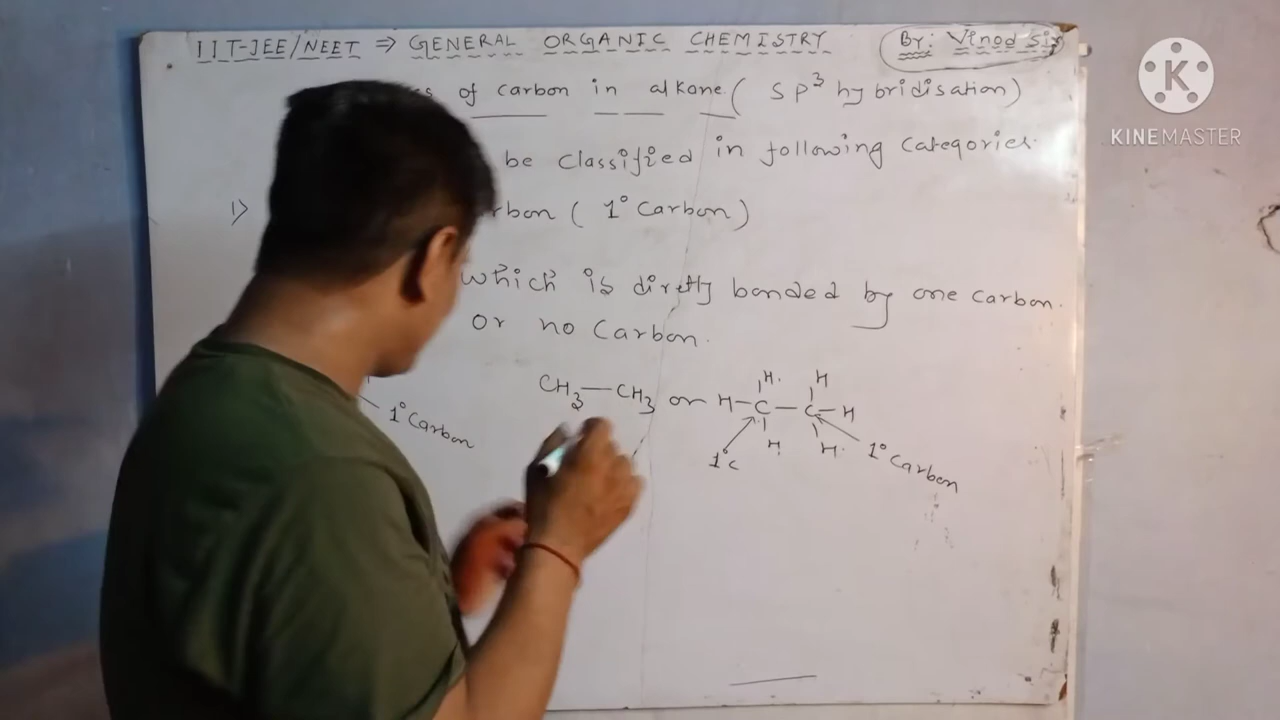 IIT-JEE/NEET ⇒ GENERAL ORGANIC CHEMISTRY
By: Vinod Sir
K
KINEMASTER
of carbon in alkane ( SP³ hybridisation)
be classified in following categories.
1> rbon ( 1° Carbon)
which is dirctly bonded by one carbon.
or no Carbon.
CH3—CH3 or H—C—C—H
H. H
H H.
1° Carbon
1°c
1° Carbon